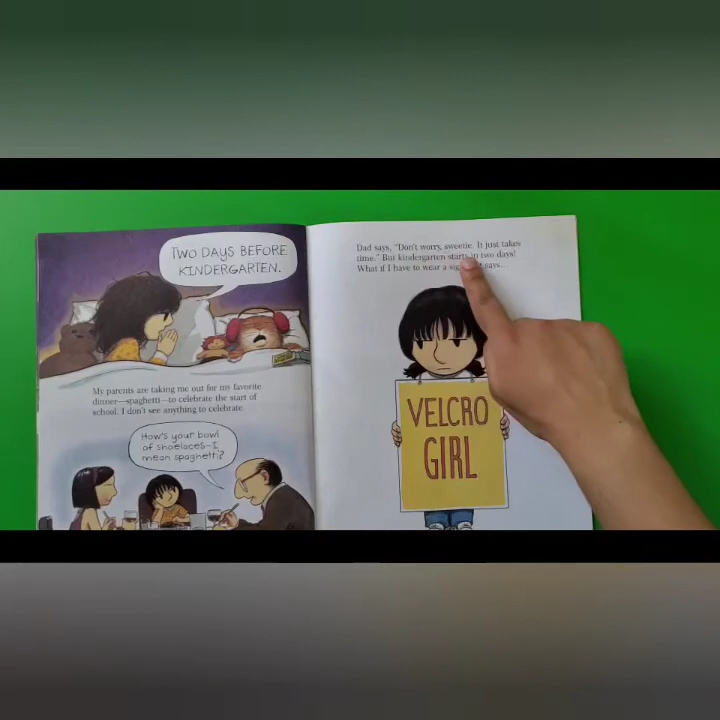 TWO DAYS BEFORE
KINDERGARTEN.
My parents are taking me out for my favorite
dinner—spaghetti—to celebrate the start of
school. I don't see anything to celebrate.
How's your bowl
of shoelaces—I
mean spaghetti?
Dad says, "Don't worry, sweetie. It just takes
time." But kindergarten starts in two days!
What if I have to wear a says...
VELCRO
GIRL